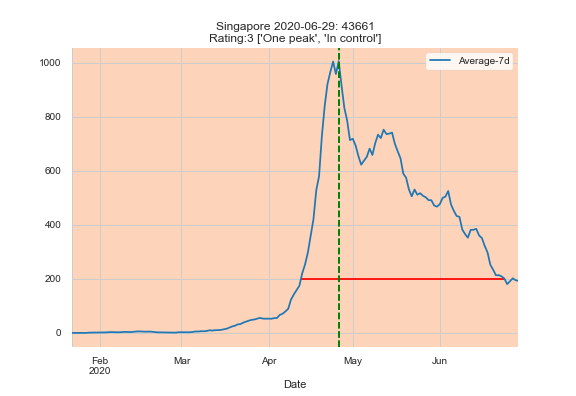 Singapore 2020-06-29: 43661
Rating:3 ['One peak', 'In control']
Average-7d
1000
800
600
400
200
0
Feb
2020
Mar
Apr
May
Jun
Date